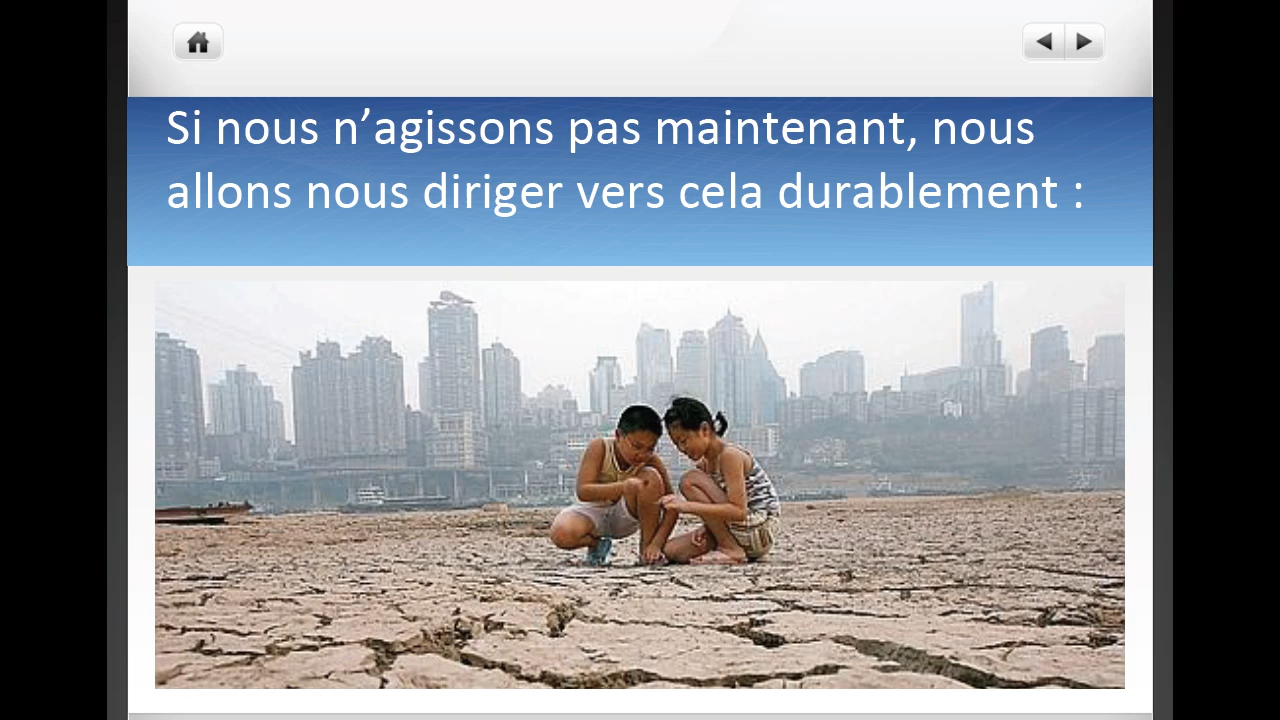 Si nous n’agissons pas maintenant, nous
allons nous diriger vers cela durablement :